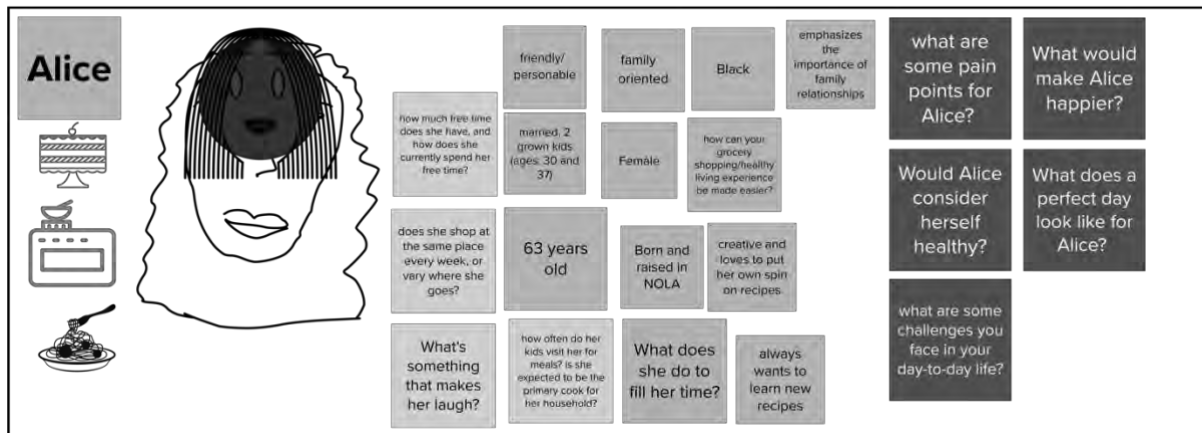 Alice
friendly/
personable
family
oriented
Black
emphasizes
the
importance of
family
relationships
how much free time
does she have, and
how does she
currently spend her
free time?
married, 2
grown kids
(ages: 30 and
37)
Female
how can your
grocery
shopping/healthy
living experience
be made easier?
does she shop at
the same place
every week, or
vary where she
goes?
63 years
old
Born and
raised in
NOLA
creative and
loves to put
her own spin
on recipes
What's
something
that makes
her laugh?
how often do her
kids visit her for
meals? is she
expected to be the
primary cook for
her household?
What does
she do to
fill her time?
always
wants to
learn new
recipes
what are
some pain
points for
Alice?
What would
make Alice
happier?
Would Alice
consider
herself
healthy?
What does a
perfect day
look like for
Alice?
what are some
challenges you
face in your
day-to-day life?